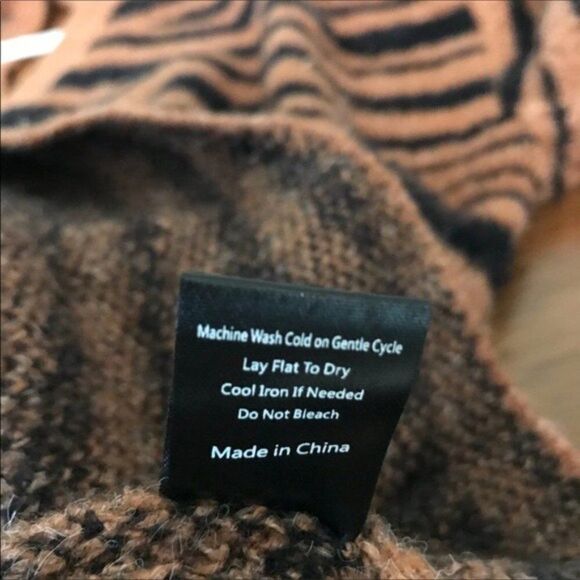 Machine Wash Cold on Gentle Cycle
Lay Flat To Dry
Cool Iron If Needed
Do Not Bleach
Made in China